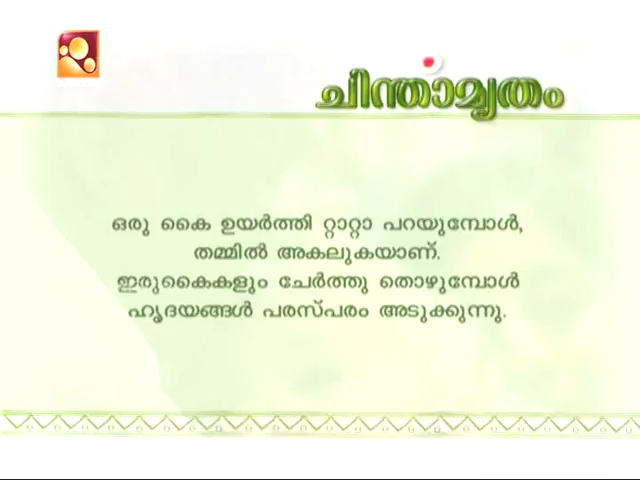 ചിന്താമൃതം
ഒരു കൈ ഉയർത്തി റ്റാറ്റാ പറയുമ്പോൾ,
തമ്മിൽ അകലുകയാണ്.
ഇരുകൈകളും ചേർത്തു തൊഴുമ്പോൾ
ഹൃദയങ്ങൾ പരസ്പരം അടുക്കുന്നു.